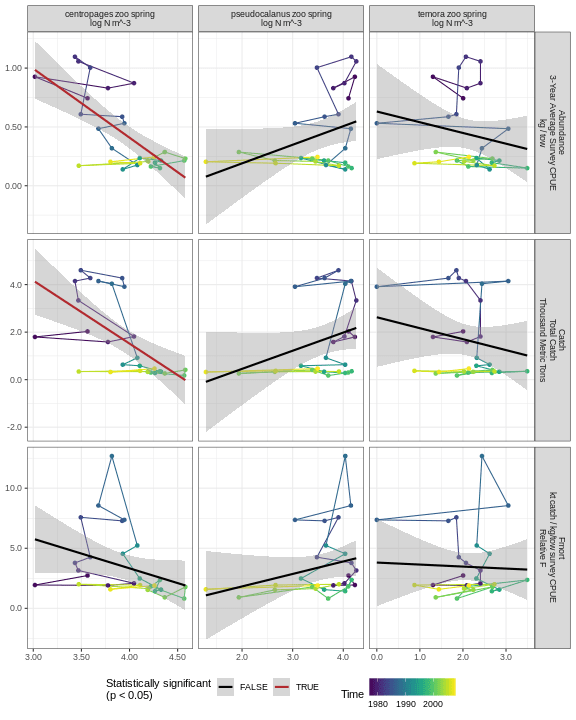 centropages zoo spring
log N m^-3
pseudocalanus zoo spring
log N m^-3
temora zoo spring
log N m^-3
1.00
0.50
0.00
Abundance
3-Year Average Survey CPUE
kg / tow
4.0
2.0
0.0
-2.0
Catch
Total Catch
Thousand Metric Tons
10.0
5.0
0.0
Fmort
kt catch / kg/tow survey CPUE
Relative F
3.00
3.50
4.00
4.50
2.0
3.0
4.0
0.0
1.0
2.0
3.0
Statistically significant
(p < 0.05)
FALSE
TRUE
Time
1980
1990
2000